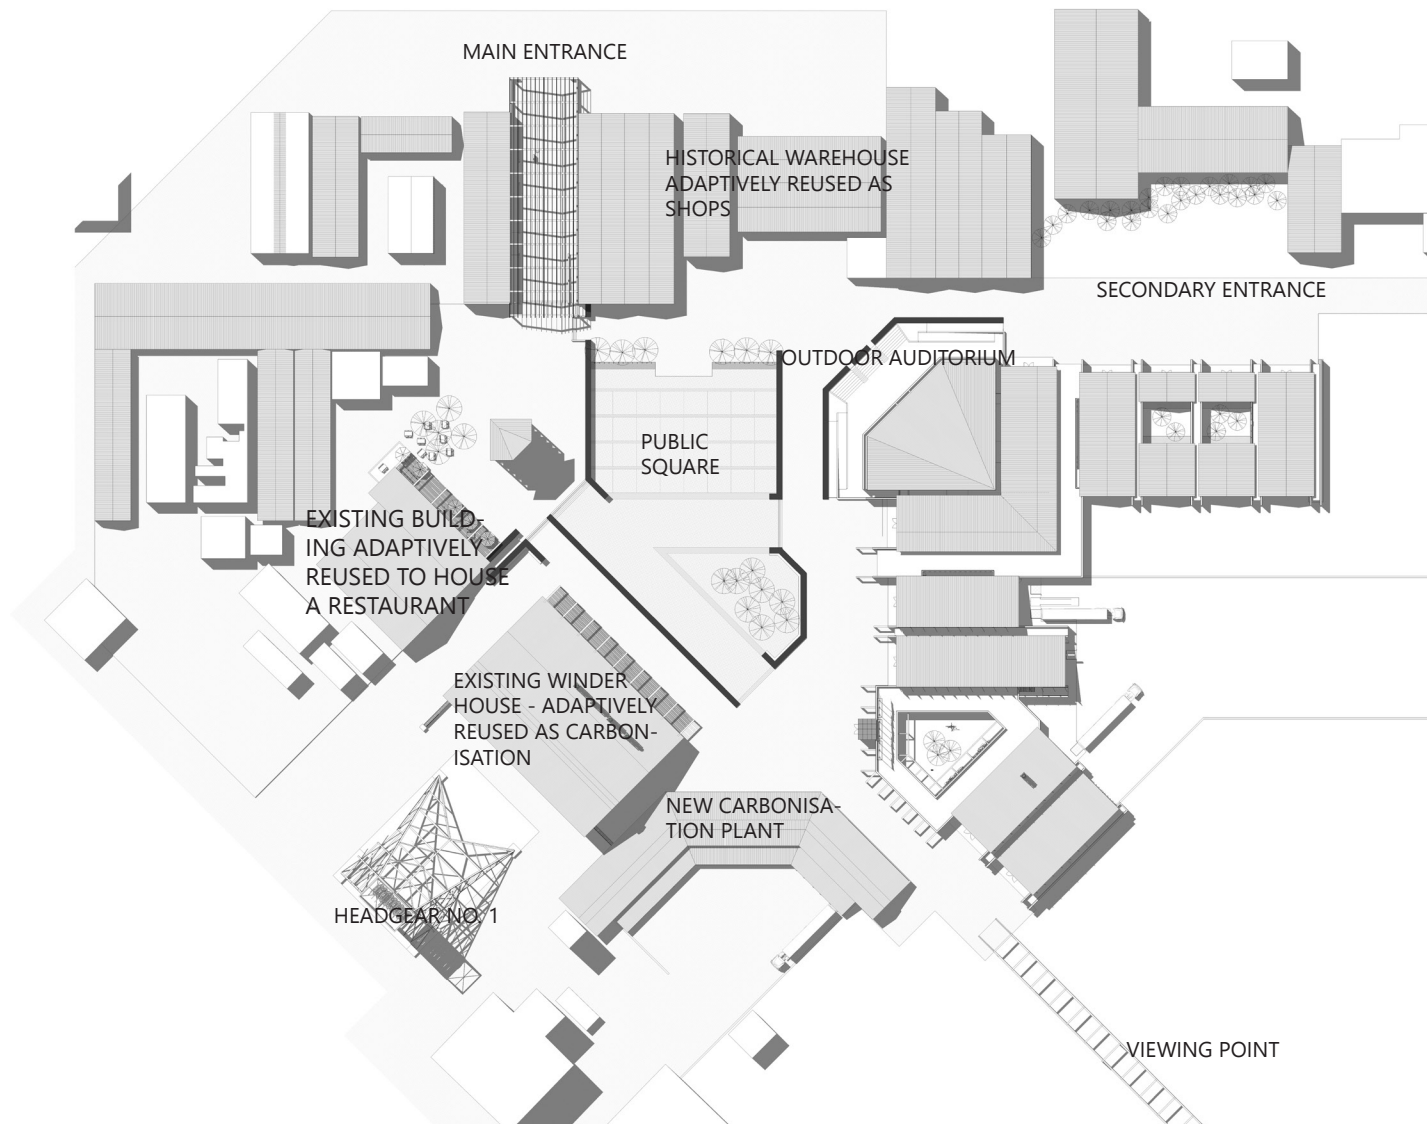 MAIN ENTRANCE
HISTORICAL WAREHOUSE
ADAPTIVELY REUSED AS
SHOPS
SECONDARY ENTRANCE
OUTDOOR AUDITORIUM
PUBLIC
SQUARE
EXISTING BUILD-
ING ADAPTIVELY
REUSED TO HOUSE
A RESTAURANT
EXISTING WINDER
HOUSE - ADAPTIVELY
REUSED AS CARBON-
ISATION
NEW CARBONISA-
TION PLANT
HEADGEAR NO. 1
VIEWING POINT